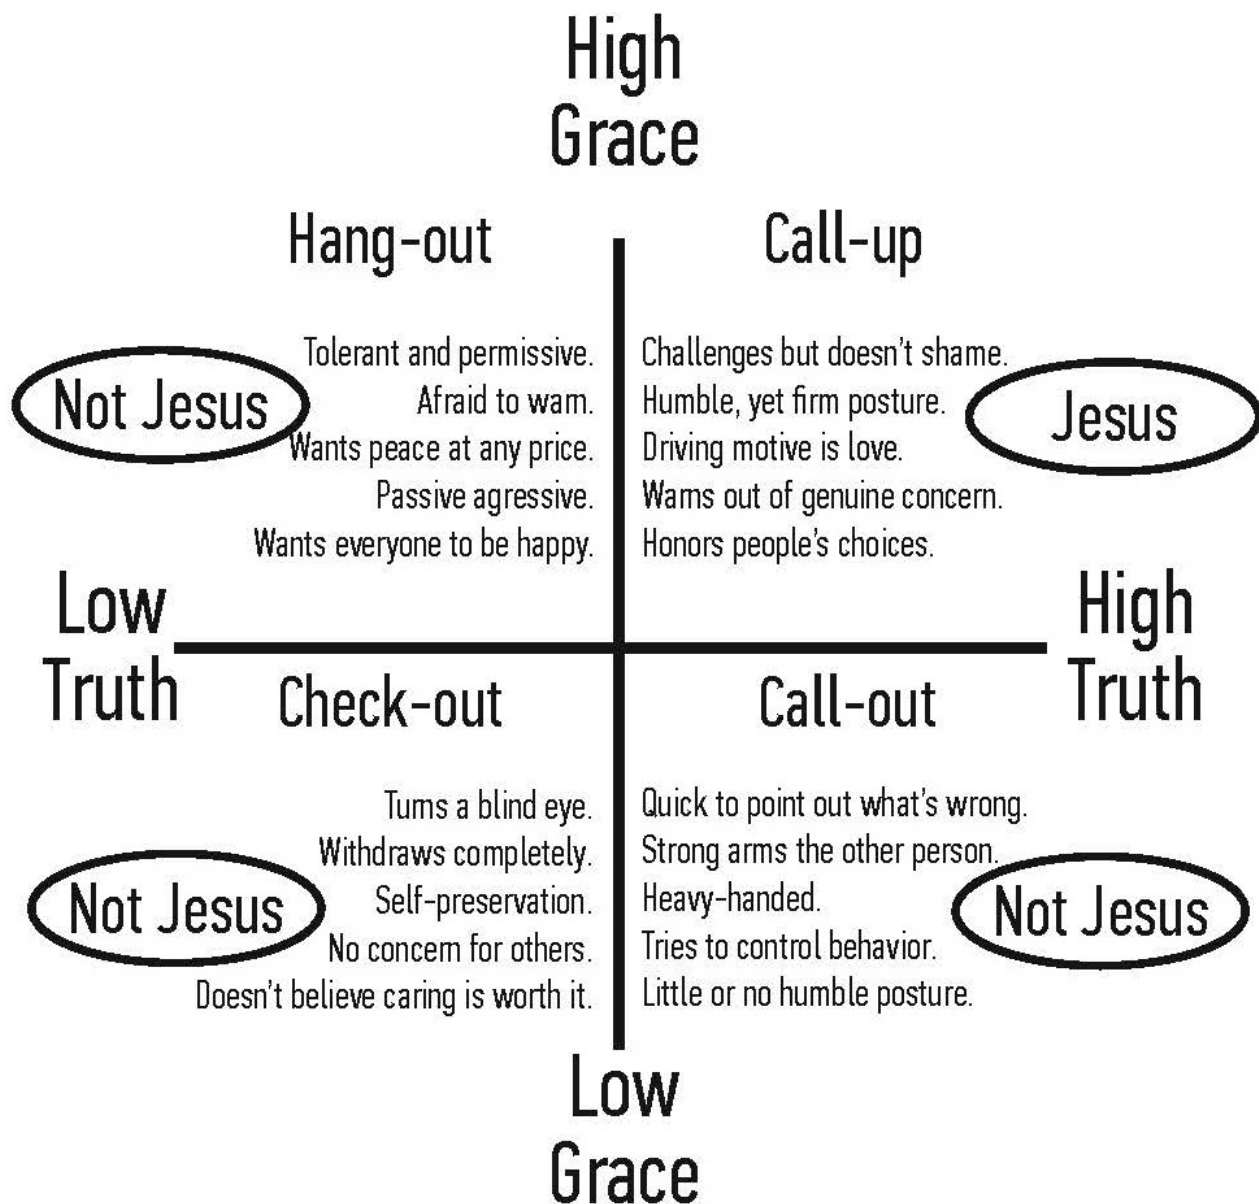 High
Grace
Hang-out
Call-up
Not Jesus
Tolerant and permissive.
Afraid to warn.
Wants peace at any price.
Passive agressive.
Wants everyone to be happy.
Challenges but doesn't shame.
Humble, yet firm posture.
Driving motive is love.
Warns out of genuine concern.
Honors people's choices.
Jesus
Low
Truth
High
Truth
Check-out
Call-out
Not Jesus
Turns a blind eye.
Withdraws completely.
Self-preservation.
No concern for others.
Doesn't believe caring is worth it.
Quick to point out what's wrong.
Strong arms the other person.
Heavy-handed.
Tries to control behavior.
Little or no humble posture.
Not Jesus
Low
Grace